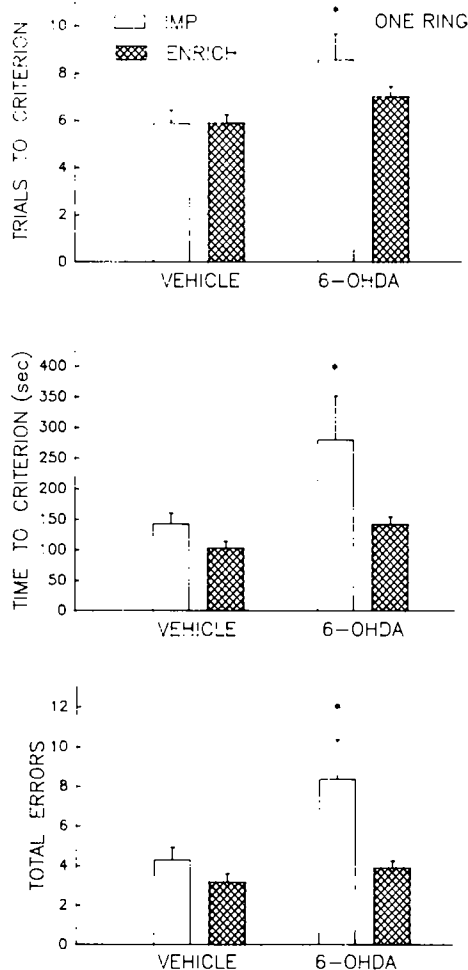 IMP
ENRICH
ONE RING
TRIALS TO CRITERION
10
8
6
4
2
0
VEHICLE 6-OHDA
TIME TO CRITERION (sec)
400
350
300
250
200
150
100
50
0
VEHICLE 6-OHDA
TOTAL ERRORS
12
10
8
6
4
2
0
VEHICLE 6-OHDA